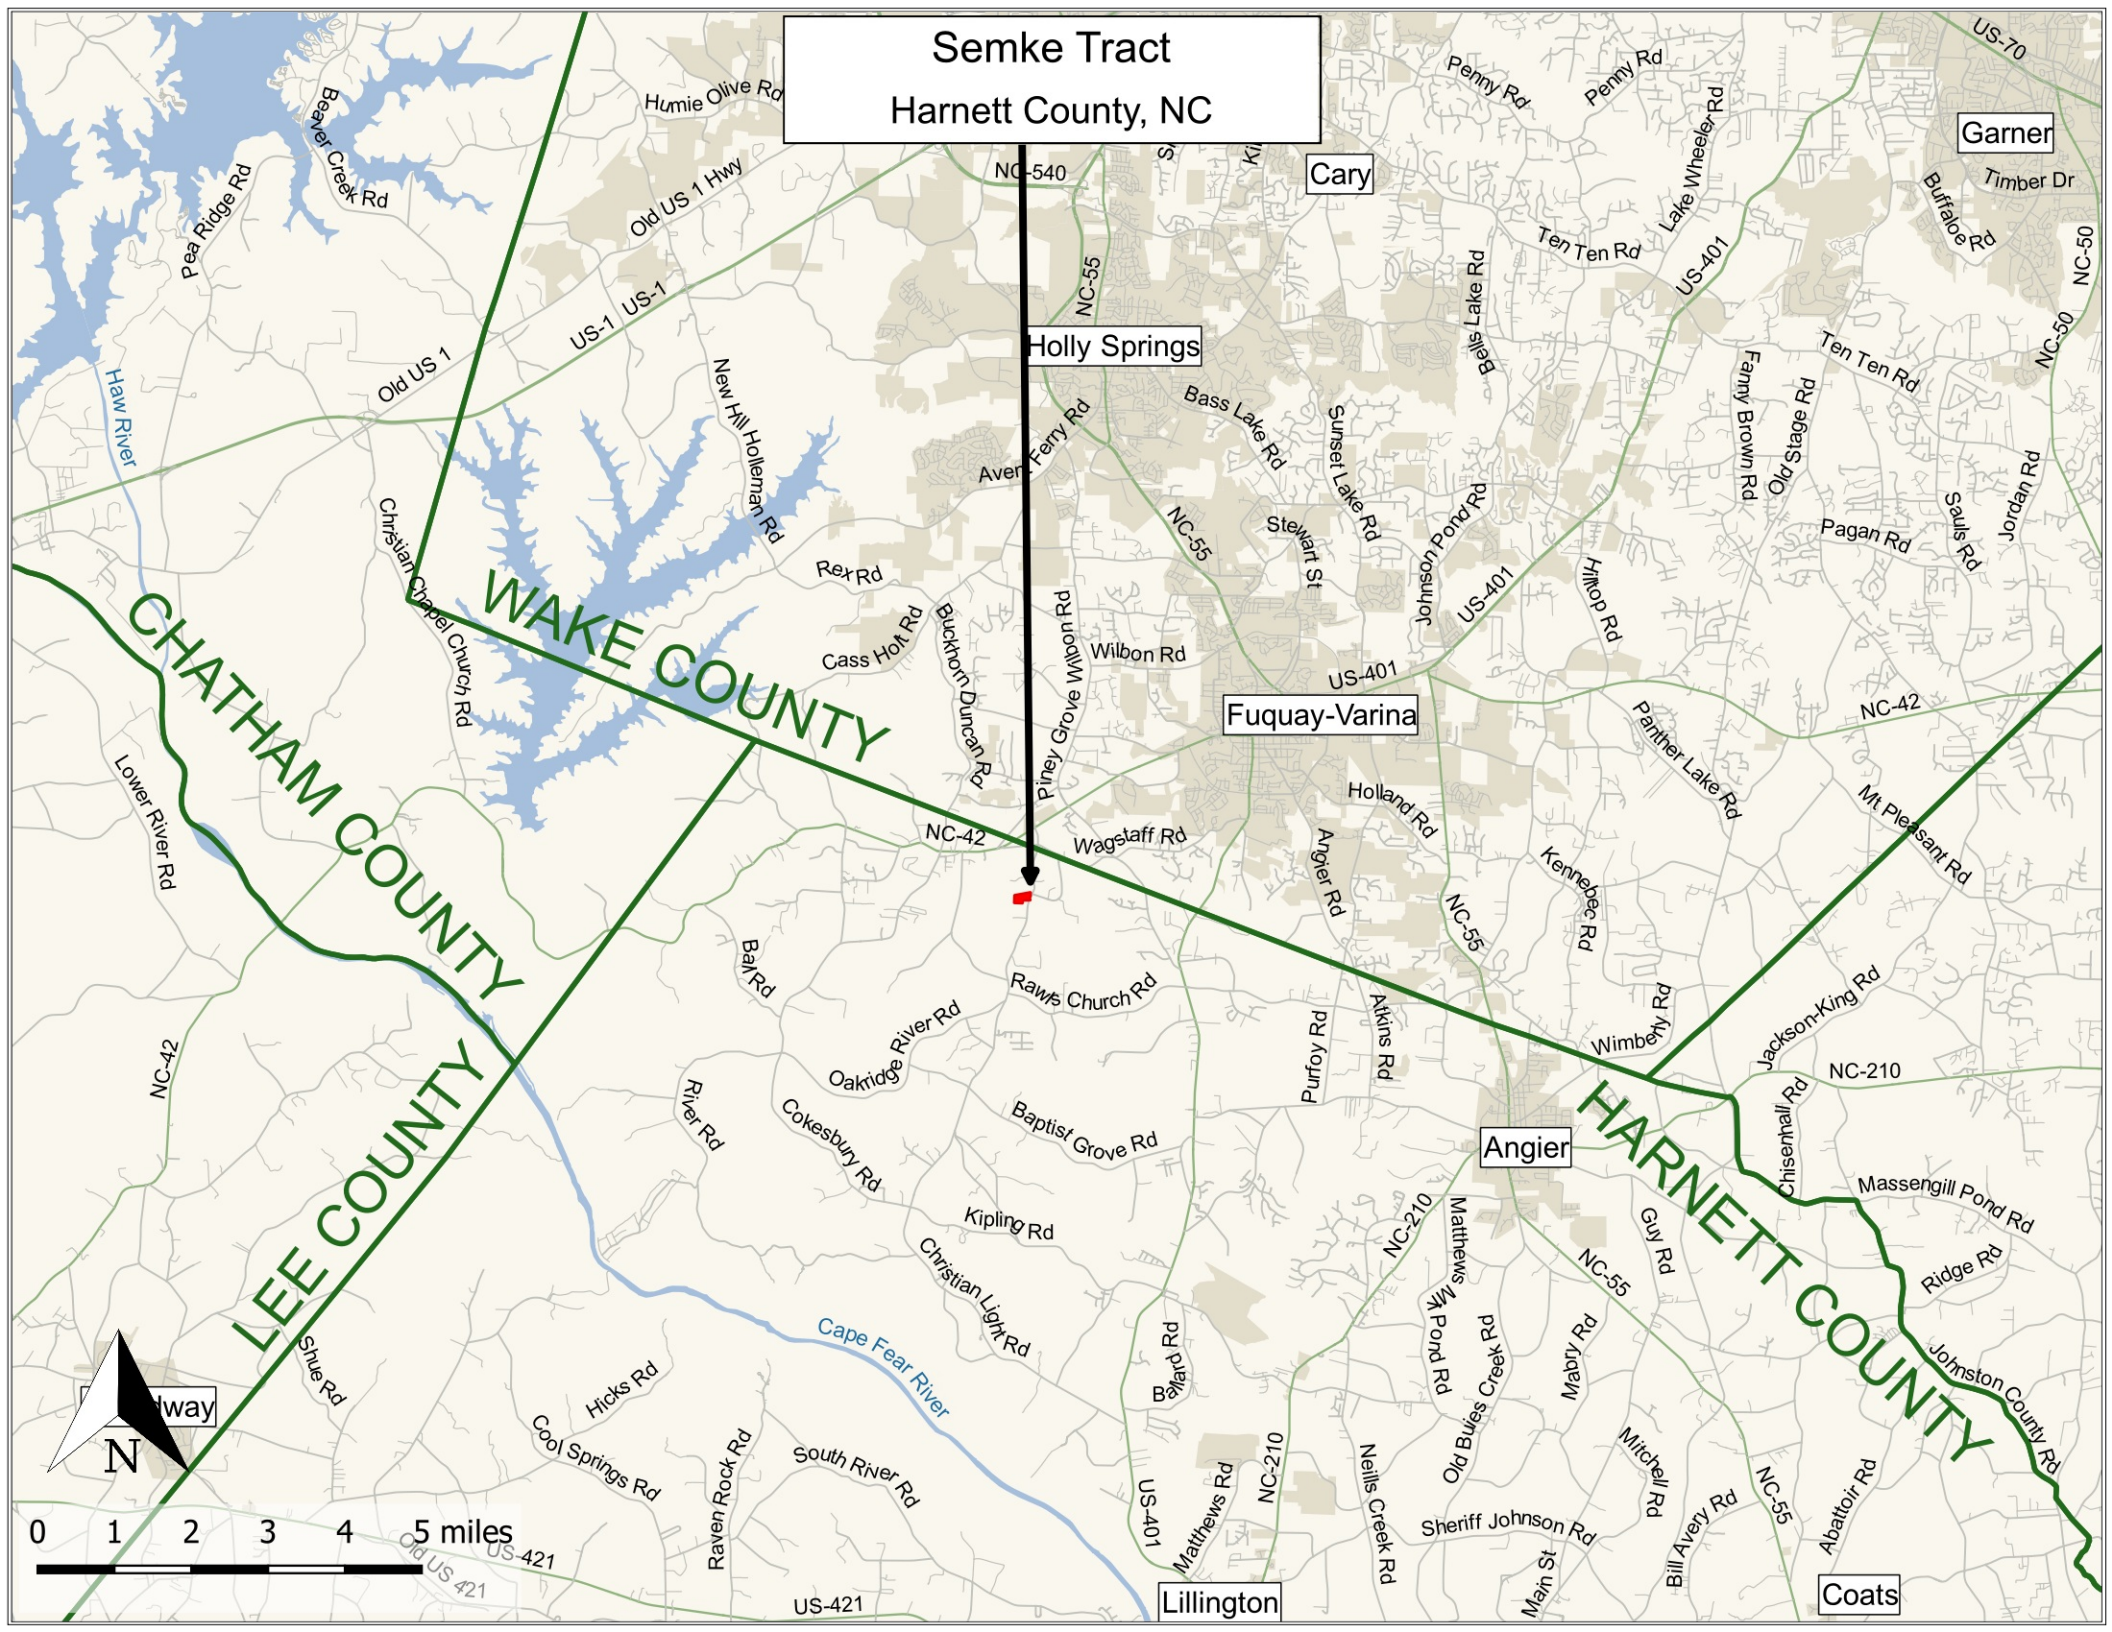 Semke Tract
Harnett County, NC
US-70
Penny Rd
Penny Rd
Humie Olive Rd
Beaver Creek Rd
Lake Wheeler Rd
Garner
Cary
NC-540
Timber Dr
Buffaloe Rd
Pea Ridge Rd
Old US 1 Hwy
Ten Ten Rd
US-401
NC-50
NC-55
Bells Lake Rd
US-1
US-1
Holly Springs
NC-50
Ten Ten Rd
Old US 1
Haw River
New Hill Holleman Rd
Fanny Brown Rd
Old Stage Rd
Bass Lake Rd
Sunset Lake Rd
Avent Ferry Rd
Jordan Rd
Sauls Rd
Pagan Rd
Christian Chapel Church Rd
NC-55
Stewart St
Johnson Pond Rd
Hilltop Rd
US-401
Rex Rd
WAKE COUNTY
CHATHAM COUNTY
Cass Holt Rd
Buckhorn Duncan Rd
Piney Grove Wilbon Rd
Wilbon Rd
US-401
Fuquay-Varina
NC-42
Panther Lake Rd
Lower River Rd
Holland Rd
Mt Pleasant Rd
NC-42
Wagstaff Rd
Angier Rd
Kennebec Rd
NC-55
Ball Rd
Rawls Church Rd
Oakridge River Rd
Atkins Rd
Purfoy Rd
Wimberly Rd
Jackson-King Rd
NC-42
LEE COUNTY
NC-210
River Rd
Cokesbury Rd
Baptist Grove Rd
Angier
HARNETT COUNTY
Chisenhall Rd
Massengill Pond Rd
Kipling Rd
NC-210
Matthews Mill Pond Rd
Guy Rd
Ridge Rd
NC-55
Christian Light Rd
Cape Fear River
Shue Rd
Hicks Rd
Ballard Rd
Old Buies Creek Rd
Mabry Rd
Johnston County Rd
dway
N
Cool Springs Rd
Raven Rock Rd
South River Rd
Matthews Rd
NC-210
Neills Creek Rd
Mitchell Rd
NC-55
Abattoir Rd
US-401
Sheriff Johnson Rd
Bill Avery Rd
Main St
0 1 2 3 4 5 miles
Old US 421
US-421
US-421
Lillington
Coats